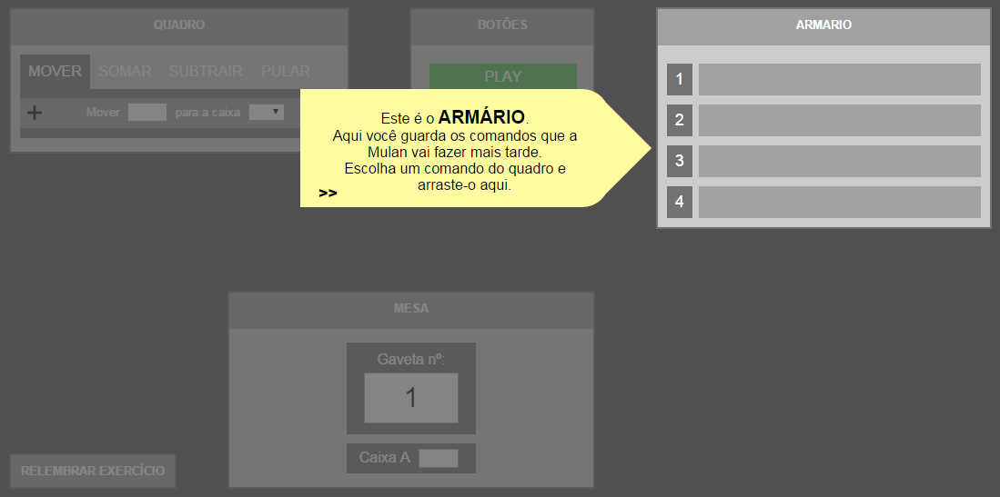 QUADRO
MOVER SOMAR SUBTRAIR PULAR
+ Mover para a caixa
BOTÕES
PLAY
ARMARIO
1
2
3
4
Este é o ARMÁRIO.
Aqui você guarda os comandos que a
Mulan vai fazer mais tarde.
Escolha um comando do quadro e
arraste-o aqui.
>>
MESA
Gaveta nº:
1
Caixa A
RELEMBRAR EXERCÍCIO